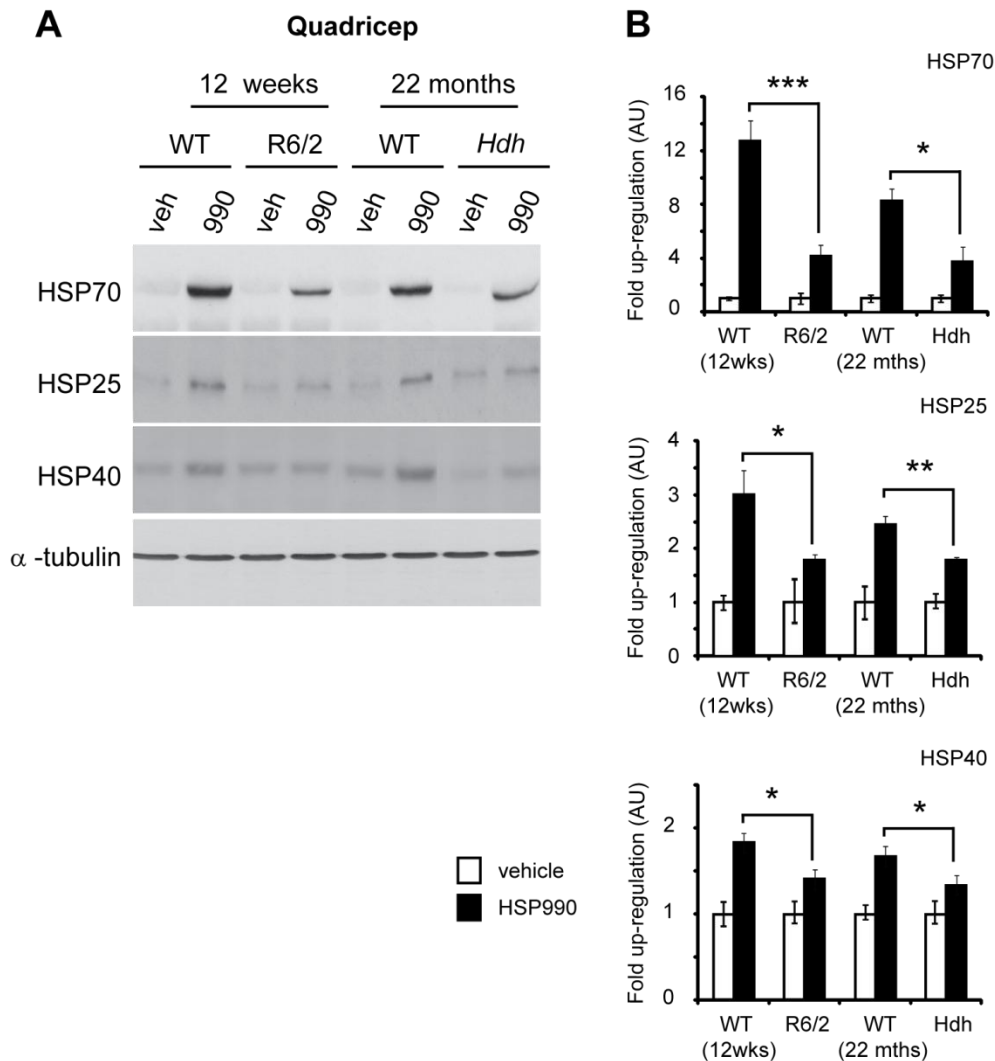 A
Quadricep
12 weeks
22 months
WT
R6/2
WT
Hdh
veh
990
veh
990
veh
990
veh
990
HSP70
HSP25
HSP40
α -tubulin
vehicle
HSP990
B
HSP70
Fold up-regulation (AU)
16
12
8
4
0
***
*
WT
R6/2
WT
Hdh
(12wks)
(22 mths)
HSP25
Fold up-regulation (AU)
4
3
2
1
0
*
**
WT
R6/2
WT
Hdh
(12wks)
(22 mths)
HSP40
Fold up-regulation (AU)
2
1
0
*
*
WT
R6/2
WT
Hdh
(12wks)
(22 mths)